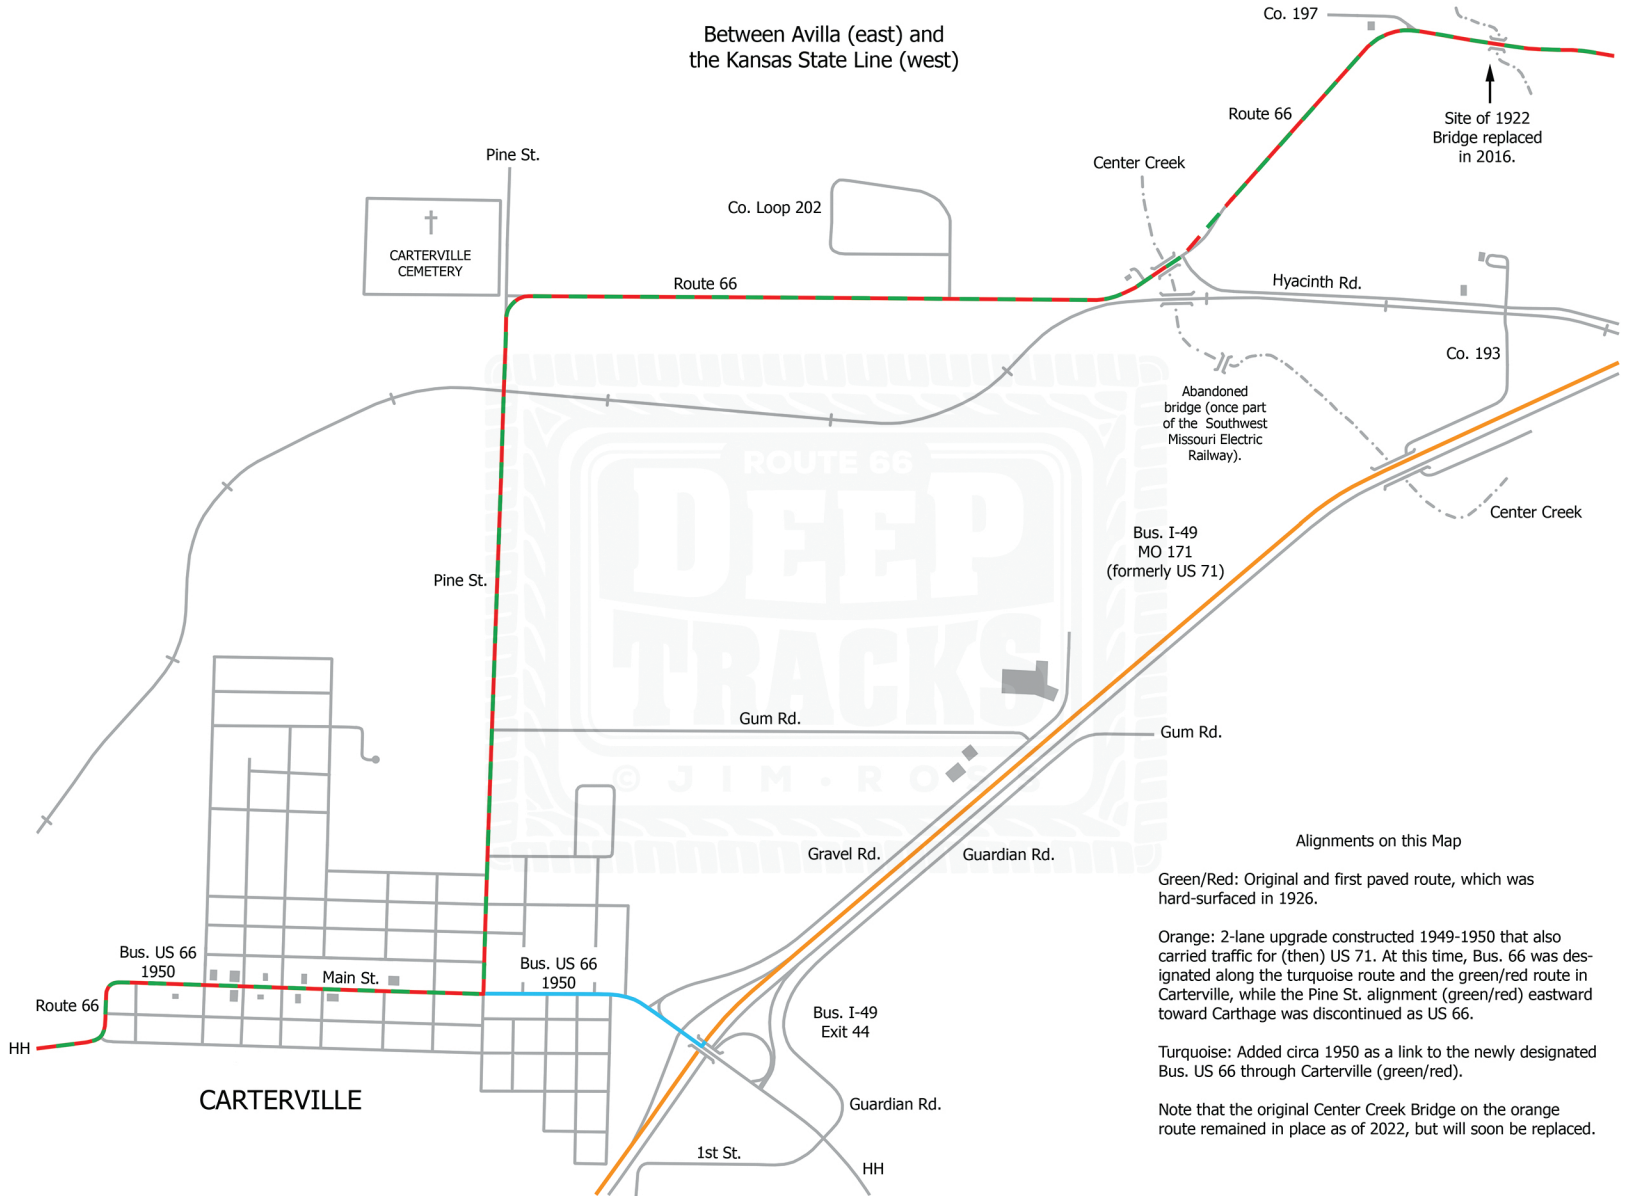 Between Avilla (east) and
the Kansas State Line (west)
Co. 197
Route 66
Site of 1922
Bridge replaced
in 2016.
Pine St.
Center Creek
Co. Loop 202
CARTERVILLE
CEMETERY
Route 66
Hyacinth Rd.
Co. 193
Abandoned
bridge (once part
of the Southwest
Missouri Electric
Railway).
ROUTE 66
DEEP
TRACKS
© JIM · ROS
Center Creek
Bus. I-49
MO 171
(formerly US 71)
Pine St.
Gum Rd.
Gum Rd.
Gravel Rd.
Guardian Rd.
Bus. US 66
1950
Main St.
Bus. US 66
1950
Route 66
HH
Bus. I-49
Exit 44
CARTERVILLE
Guardian Rd.
1st St.
HH
Alignments on this Map
Green/Red: Original and first paved route, which was
hard-surfaced in 1926.
Orange: 2-lane upgrade constructed 1949-1950 that also
carried traffic for (then) US 71. At this time, Bus. 66 was des-
ignated along the turquoise route and the green/red route in
Carterville, while the Pine St. alignment (green/red) eastward
toward Carthage was discontinued as US 66.
Turquoise: Added circa 1950 as a link to the newly designated
Bus. US 66 through Carterville (green/red).
Note that the original Center Creek Bridge on the orange
route remained in place as of 2022, but will soon be replaced.